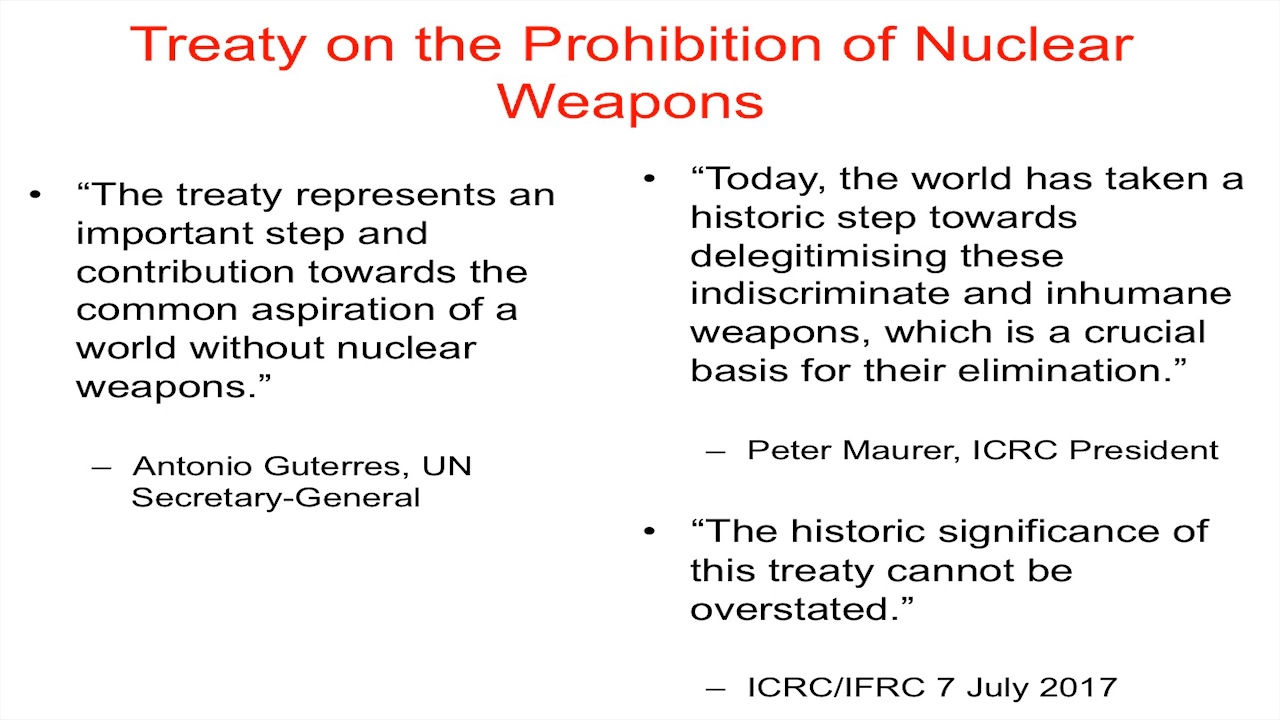 Treaty on the Prohibition of Nuclear
Weapons
• “The treaty represents an
important step and
contribution towards the
common aspiration of a
world without nuclear
weapons.”
– Antonio Guterres, UN
Secretary-General
• “Today, the world has taken a
historic step towards
delegitimising these
indiscriminate and inhumane
weapons, which is a crucial
basis for their elimination.”
– Peter Maurer, ICRC President
• “The historic significance of
this treaty cannot be
overstated.”
– ICRC/IFRC 7 July 2017